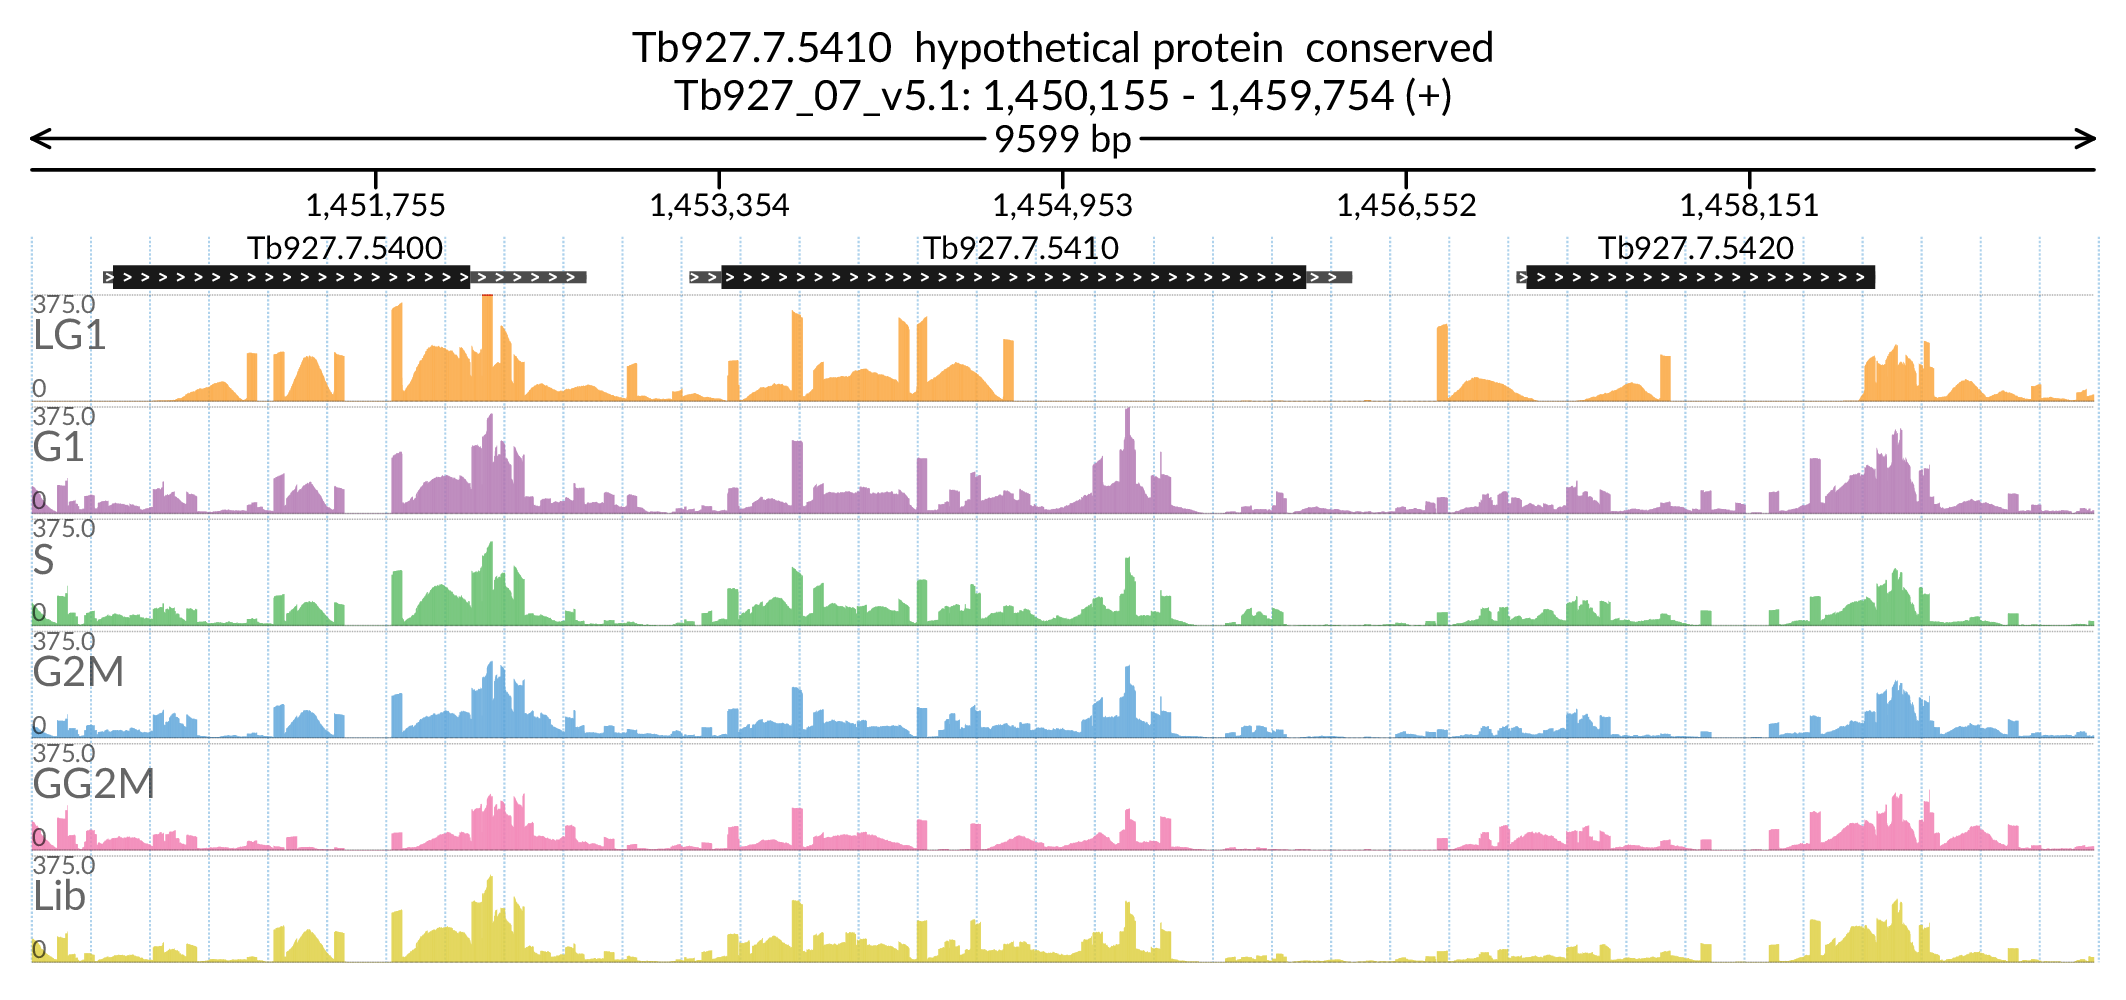 Tb927.7.5410 hypothetical protein conserved
Tb927_07_v5.1: 1,450,155 - 1,459,754 (+)
9599 bp
1,451,755 1,453,354 1,454,953 1,456,552 1,458,151
Tb927.7.5400 Tb927.7.5410 Tb927.7.5420
375.0
LG1
0
375.0
G1
0
375.0
S
0
375.0
G2M
0
375.0
GG2M
0
375.0
Lib
0